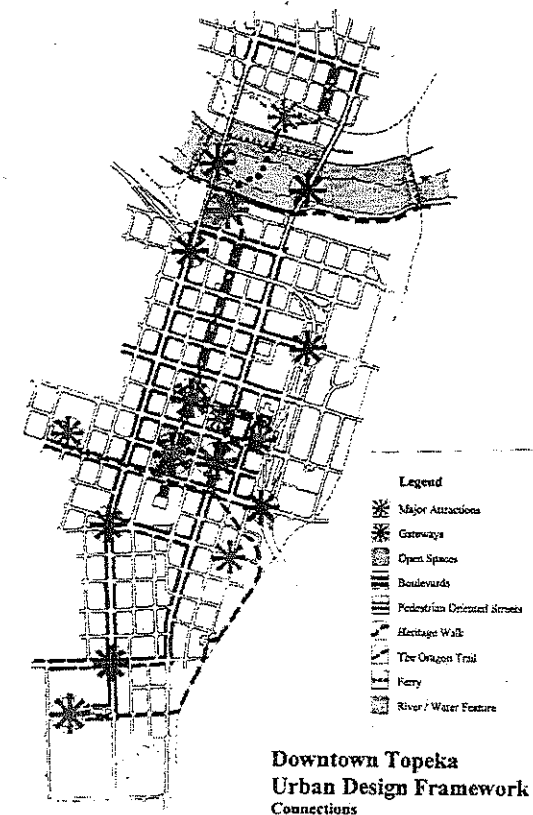 Legend
Major Attractions
Gateways
Open Spaces
Boulevards
Pedestrian Oriented Streets
Heritage Walk
The Oregon Trail
Ferry
River / Water Feature
Downtown Topeka
Urban Design Framework
Connections